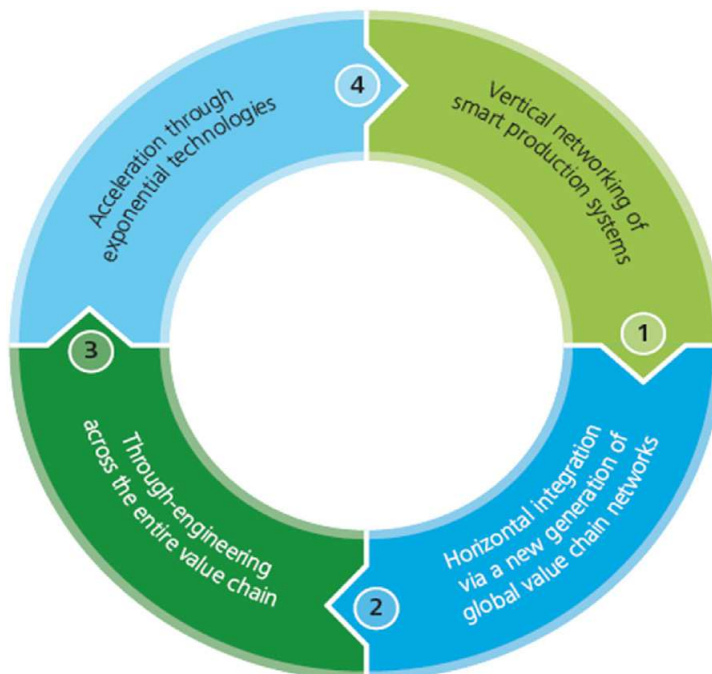 4
Vertical networking of
smart production systems
1
Horizontal integration
via a new generation of
global value chain networks
2
Through-engineering
across the entire value chain
3
Acceleration through
exponential technologies